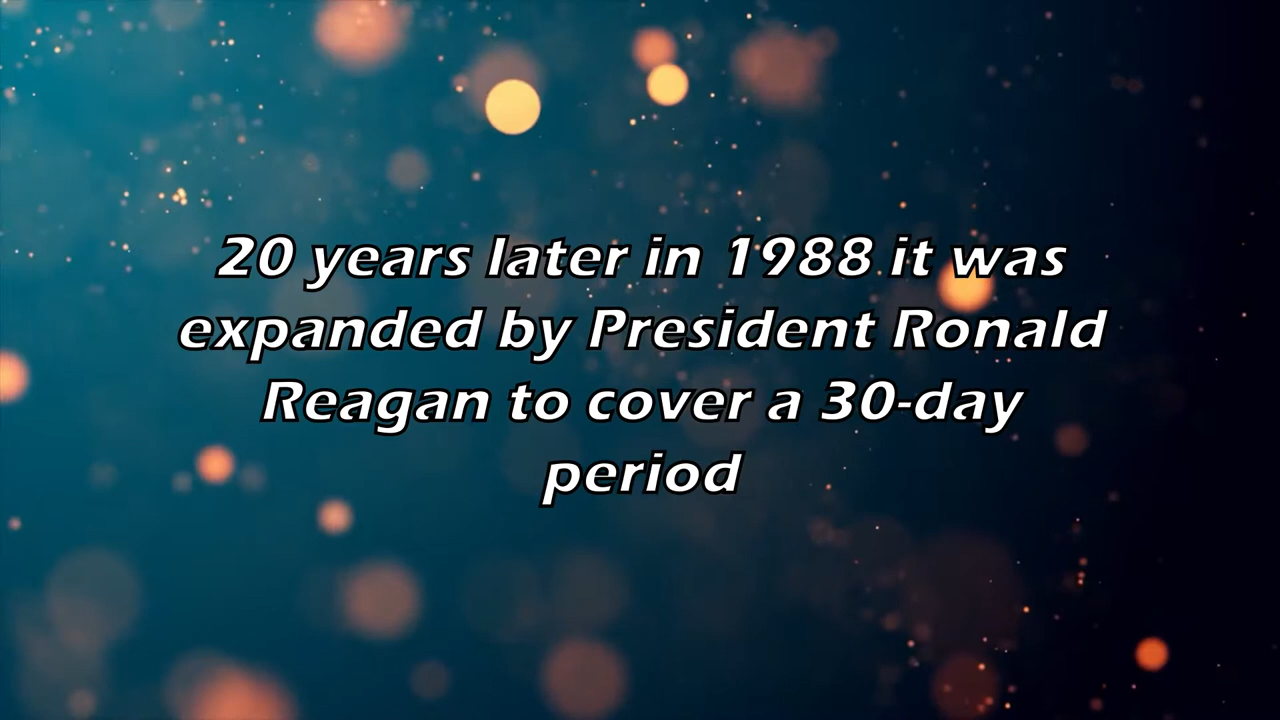 20 years later in 1988 it was
expanded by President Ronald
Reagan to cover a 30-day
period